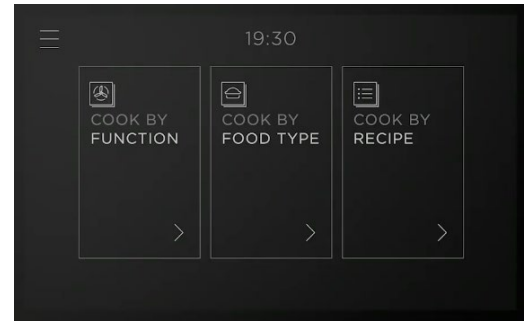 19:30
COOK BY
FUNCTION
COOK BY
FOOD TYPE
COOK BY
RECIPE